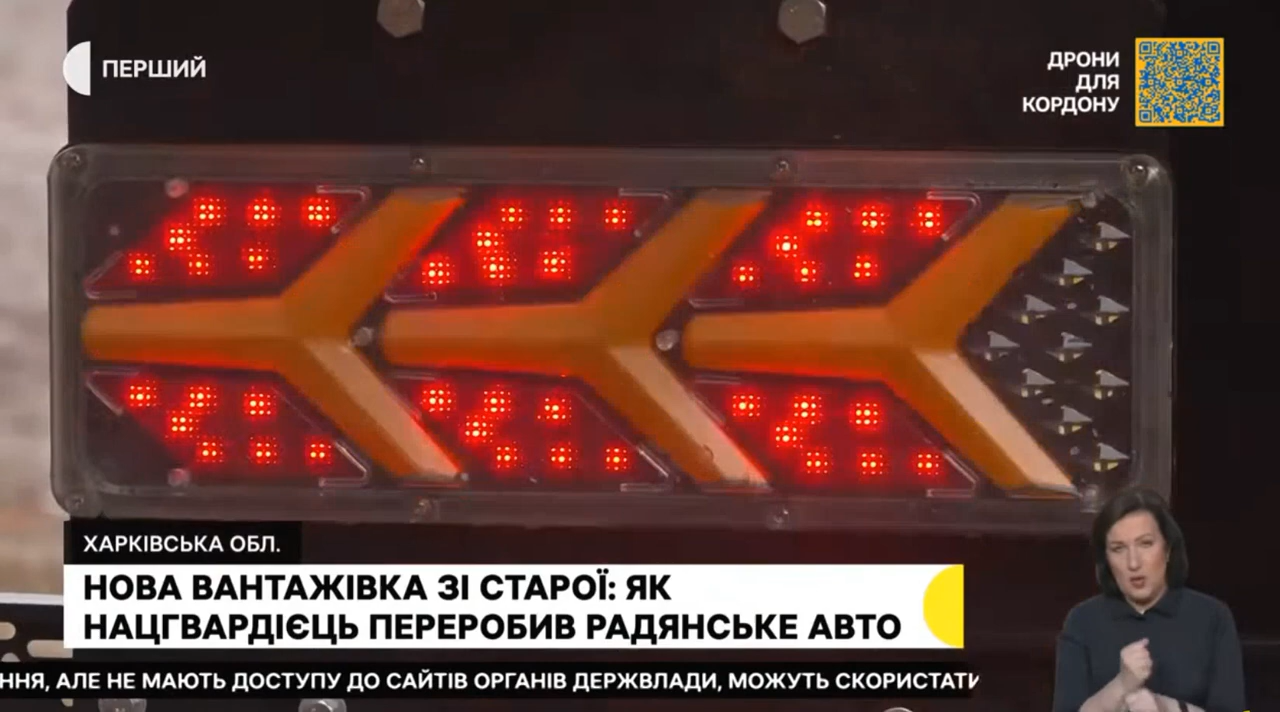 ПЕРШИЙ
ДРОНИ
ДЛЯ
КОРДОНУ
ХАРКІВСЬКА ОБЛ.
НОВА ВАНТАЖІВКА ЗІ СТАРОЇ: ЯК
НАЦГВАРДІЄЦЬ ПЕРЕРОБИВ РАДЯНСЬКЕ АВТО
ННЯ, АЛЕ НЕ МАЮТЬ ДОСТУПУ ДО САЙТІВ ОРГАНІВ ДЕРЖВЛАДИ, МОЖУТЬ СКОРИСТАТИ